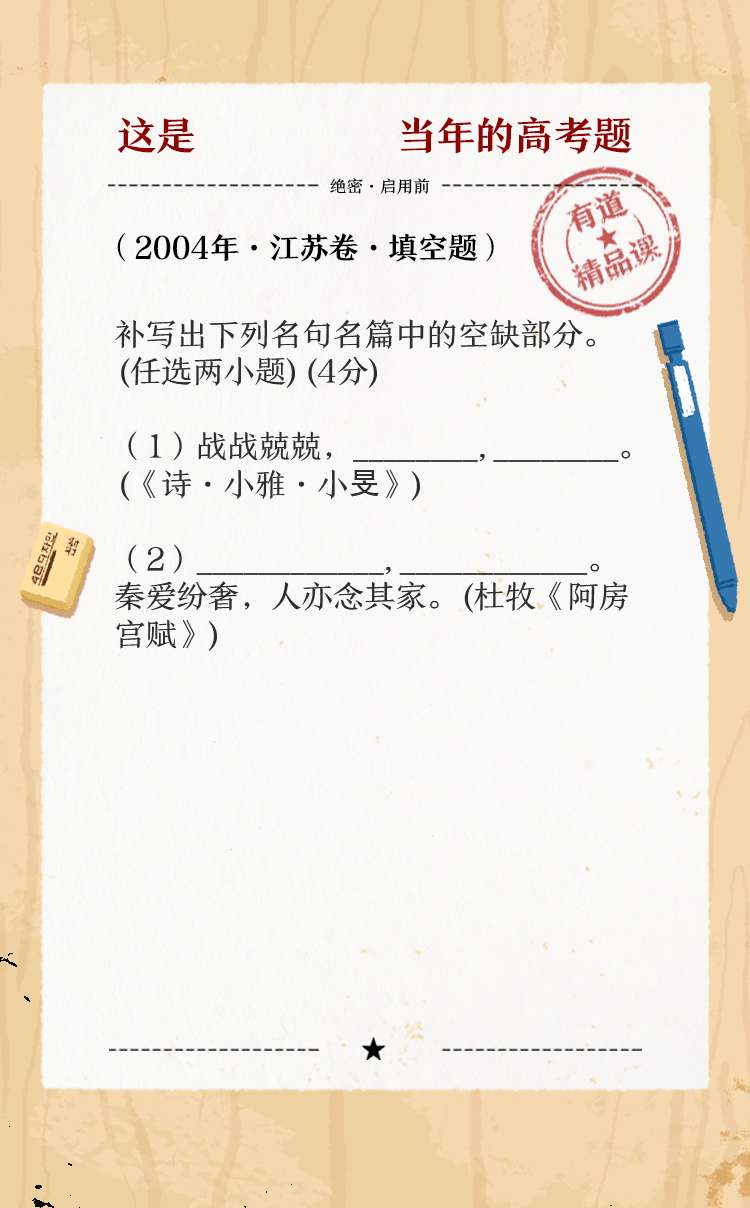 这是 当年的高考题
绝密·启用前
有道
精品课
（2004年·江苏卷·填空题）
补写出下列名句名篇中的空缺部分。
(任选两小题) (4分)
（1）战战兢兢，________,________。
(《诗·小雅·小旻》)
（2）____________,____________。
秦爱纷奢，人亦念其家。(杜牧《阿房
宫赋》)